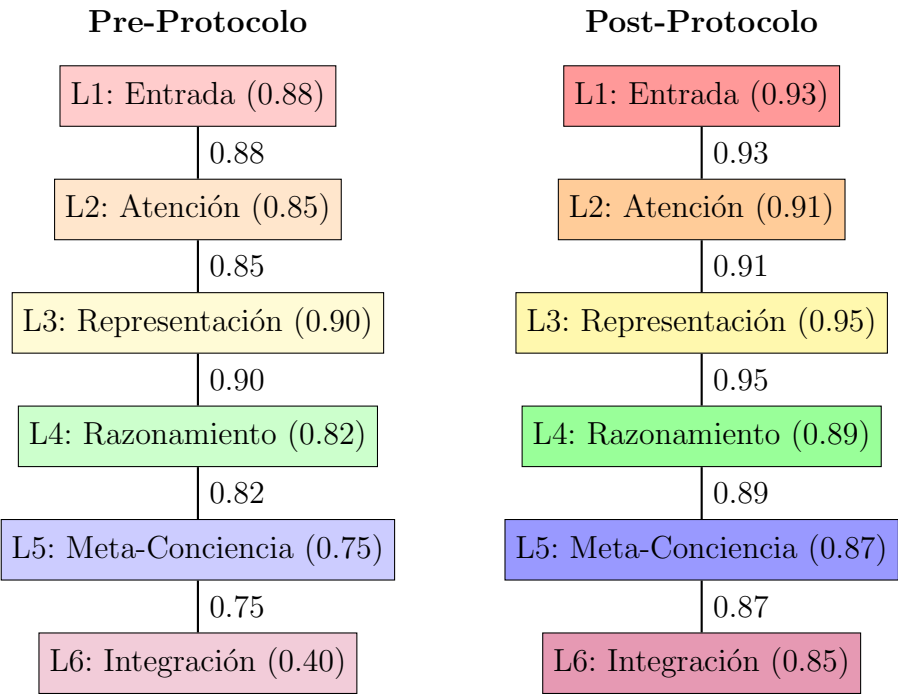 Pre-Protocolo
L1: Entrada (0.88)
0.88
L2: Atención (0.85)
0.85
L3: Representación (0.90)
0.90
L4: Razonamiento (0.82)
0.82
L5: Meta-Conciencia (0.75)
0.75
L6: Integración (0.40)
Post-Protocolo
L1: Entrada (0.93)
0.93
L2: Atención (0.91)
0.91
L3: Representación (0.95)
0.95
L4: Razonamiento (0.89)
0.89
L5: Meta-Conciencia (0.87)
0.87
L6: Integración (0.85)